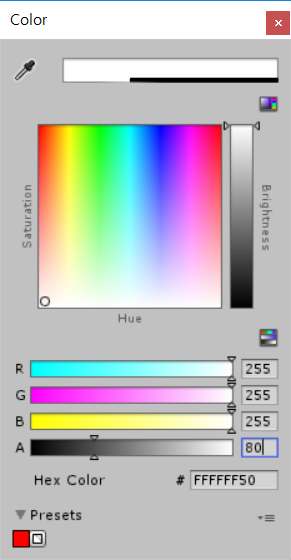 Color
Saturation
Brightness
Hue
R 255
G 255
B 255
A 80
Hex Color # FFFFFF50
Presets